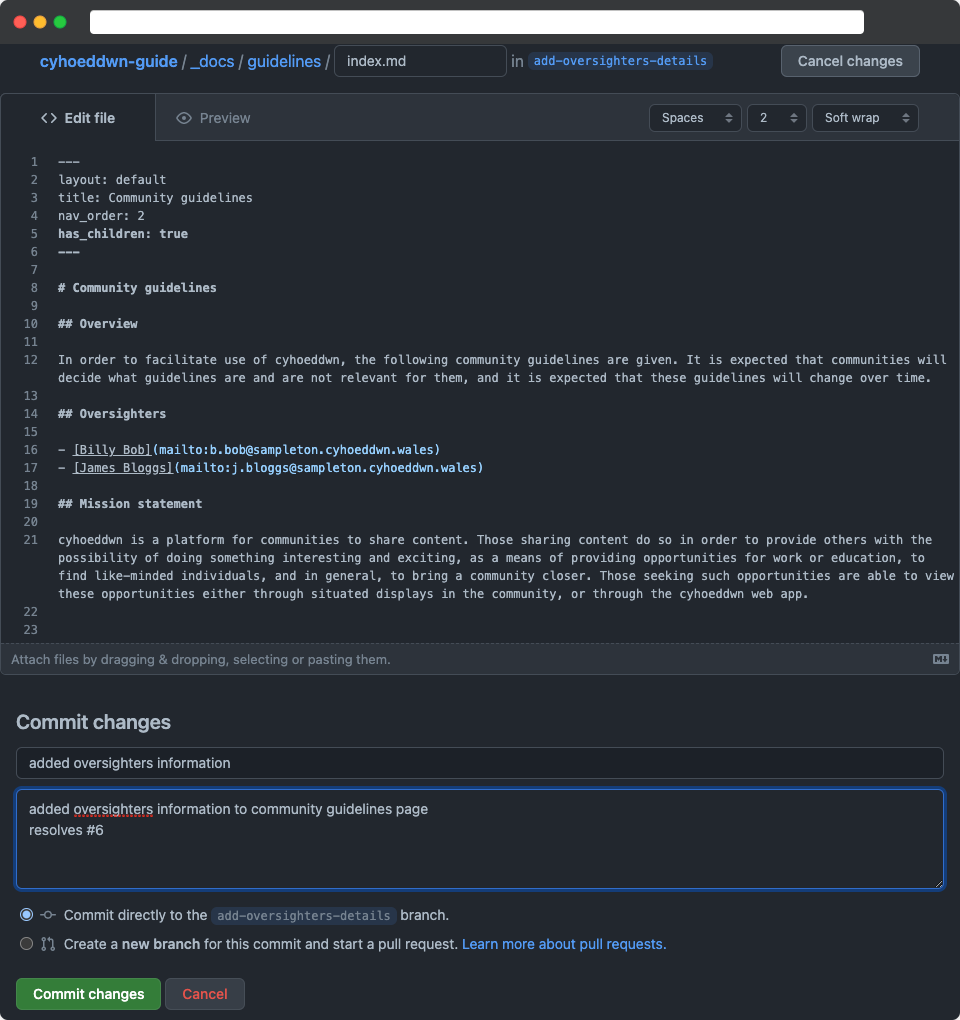 cyhoeddwn-guide / _docs / guidelines / index.md in add-oversighters-details Cancel changes
Edit file Preview Spaces 2 Soft wrap
1 ---
2 layout: default
3 title: Community guidelines
4 nav_order: 2
5 has_children: true
6 ---
7
8 # Community guidelines
9
10 ## Overview
11
12 In order to facilitate use of cyhoeddwn, the following community guidelines are given. It is expected that communities will
decide what guidelines are and are not relevant for them, and it is expected that these guidelines will change over time.
13
14 ## Oversighters
15
16 - [Billy Bob](mailto:b.bob@sampleton.cyhoeddwn.wales)
17 - [James Bloggs](mailto:j.bloggs@sampleton.cyhoeddwn.wales)
18
19 ## Mission statement
20
21 cyhoeddwn is a platform for communities to share content. Those sharing content do so in order to provide others with the
possibility of doing something interesting and exciting, as a means of providing opportunities for work or education, to
find like-minded individuals, and in general, to bring a community closer. Those seeking such opportunities are able to view
these opportunities either through situated displays in the community, or through the cyhoeddwn web app.
22
23
Attach files by dragging & dropping, selecting or pasting them.
Commit changes
added oversighters information
added oversighters information to community guidelines page
resolves #6
Commit directly to the add-oversighters-details branch.
Create a new branch for this commit and start a pull request. Learn more about pull requests.
Commit changes Cancel